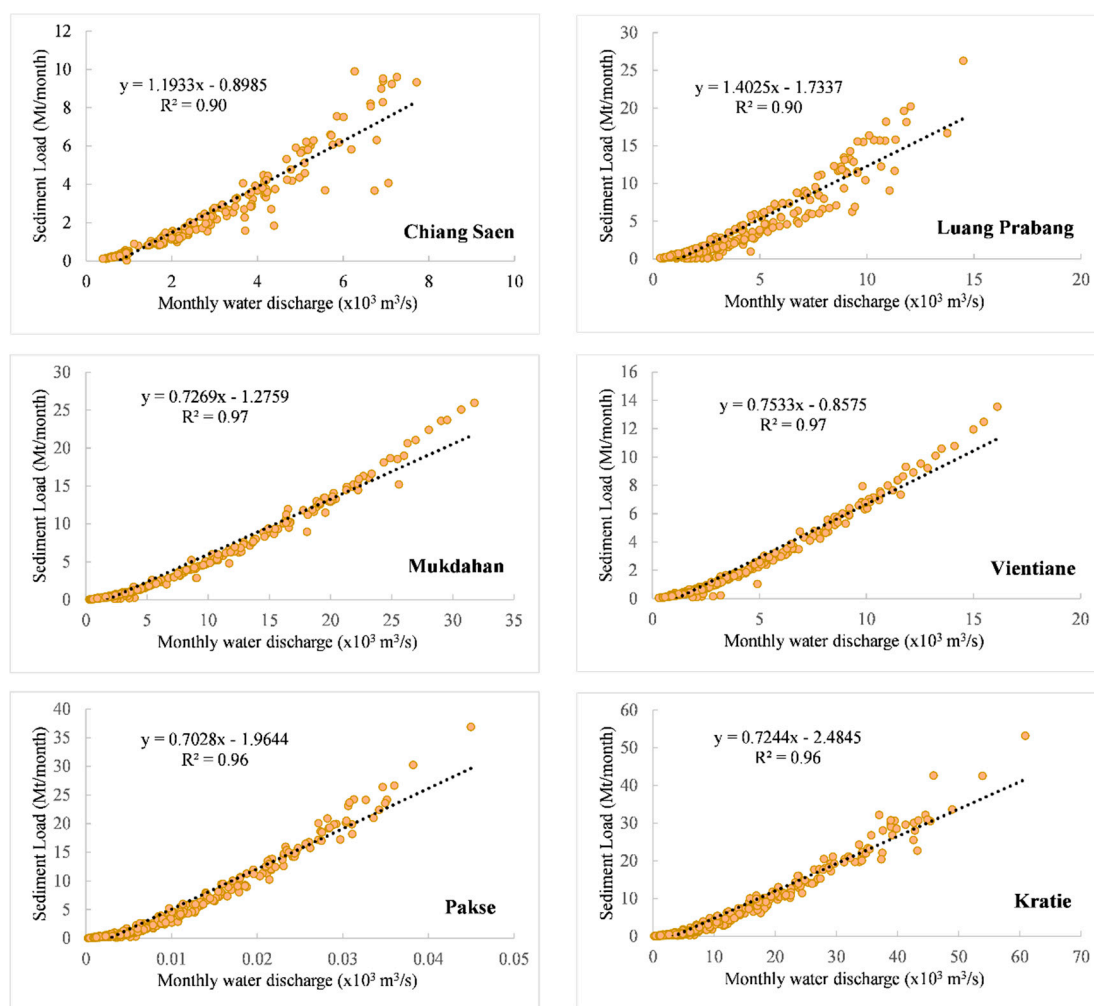 12
10
8
6
4
2
0
Sediment Load (Mt/month)
y = 1.1933x - 0.8985
R² = 0.90
Chiang Saen
0 2 4 6 8 10
Monthly water discharge (x10³ m³/s)
30
25
20
15
10
5
0
Sediment Load (Mt/month)
y = 1.4025x - 1.7337
R² = 0.90
Luang Prabang
0 5 10 15 20
Monthly water discharge (x10³ m³/s)
30
25
20
15
10
5
0
Sediment Load (Mt/month)
y = 0.7269x - 1.2759
R² = 0.97
Mukdahan
0 5 10 15 20 25 30 35
Monthly water discharge (x10³ m³/s)
16
14
12
10
8
6
4
2
0
Sediment Load (Mt/month)
y = 0.7533x - 0.8575
R² = 0.97
Vientiane
0 5 10 15 20
Monthly water discharge (x10³ m³/s)
40
35
30
25
20
15
10
5
0
Sediment Load (Mt/month)
y = 0.7028x - 1.9644
R² = 0.96
Pakse
0 0.01 0.02 0.03 0.04 0.05
Monthly water discharge (x10³ m³/s)
60
50
40
30
20
10
0
Sediment Load (Mt/month)
y = 0.7244x - 2.4845
R² = 0.96
Kratie
0 10 20 30 40 50 60 70
Monthly water discharge (x10³ m³/s)